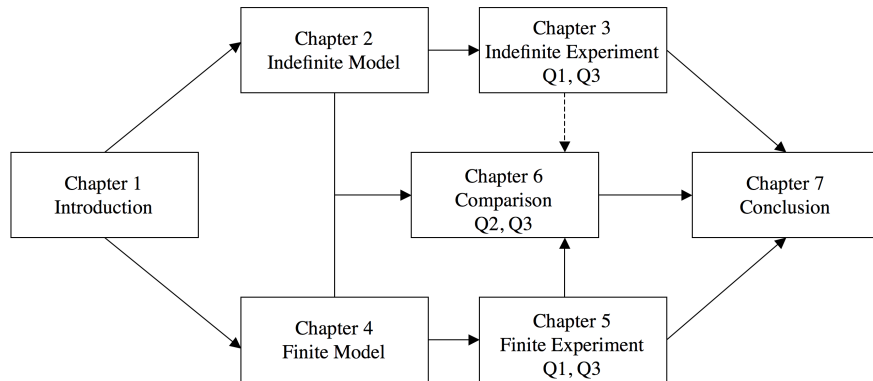 Chapter 2
Indefinite Model
Chapter 3
Indefinite Experiment
Q1, Q3
Chapter 1
Introduction
Chapter 6
Comparison
Q2, Q3
Chapter 7
Conclusion
Chapter 4
Finite Model
Chapter 5
Finite Experiment
Q1, Q3